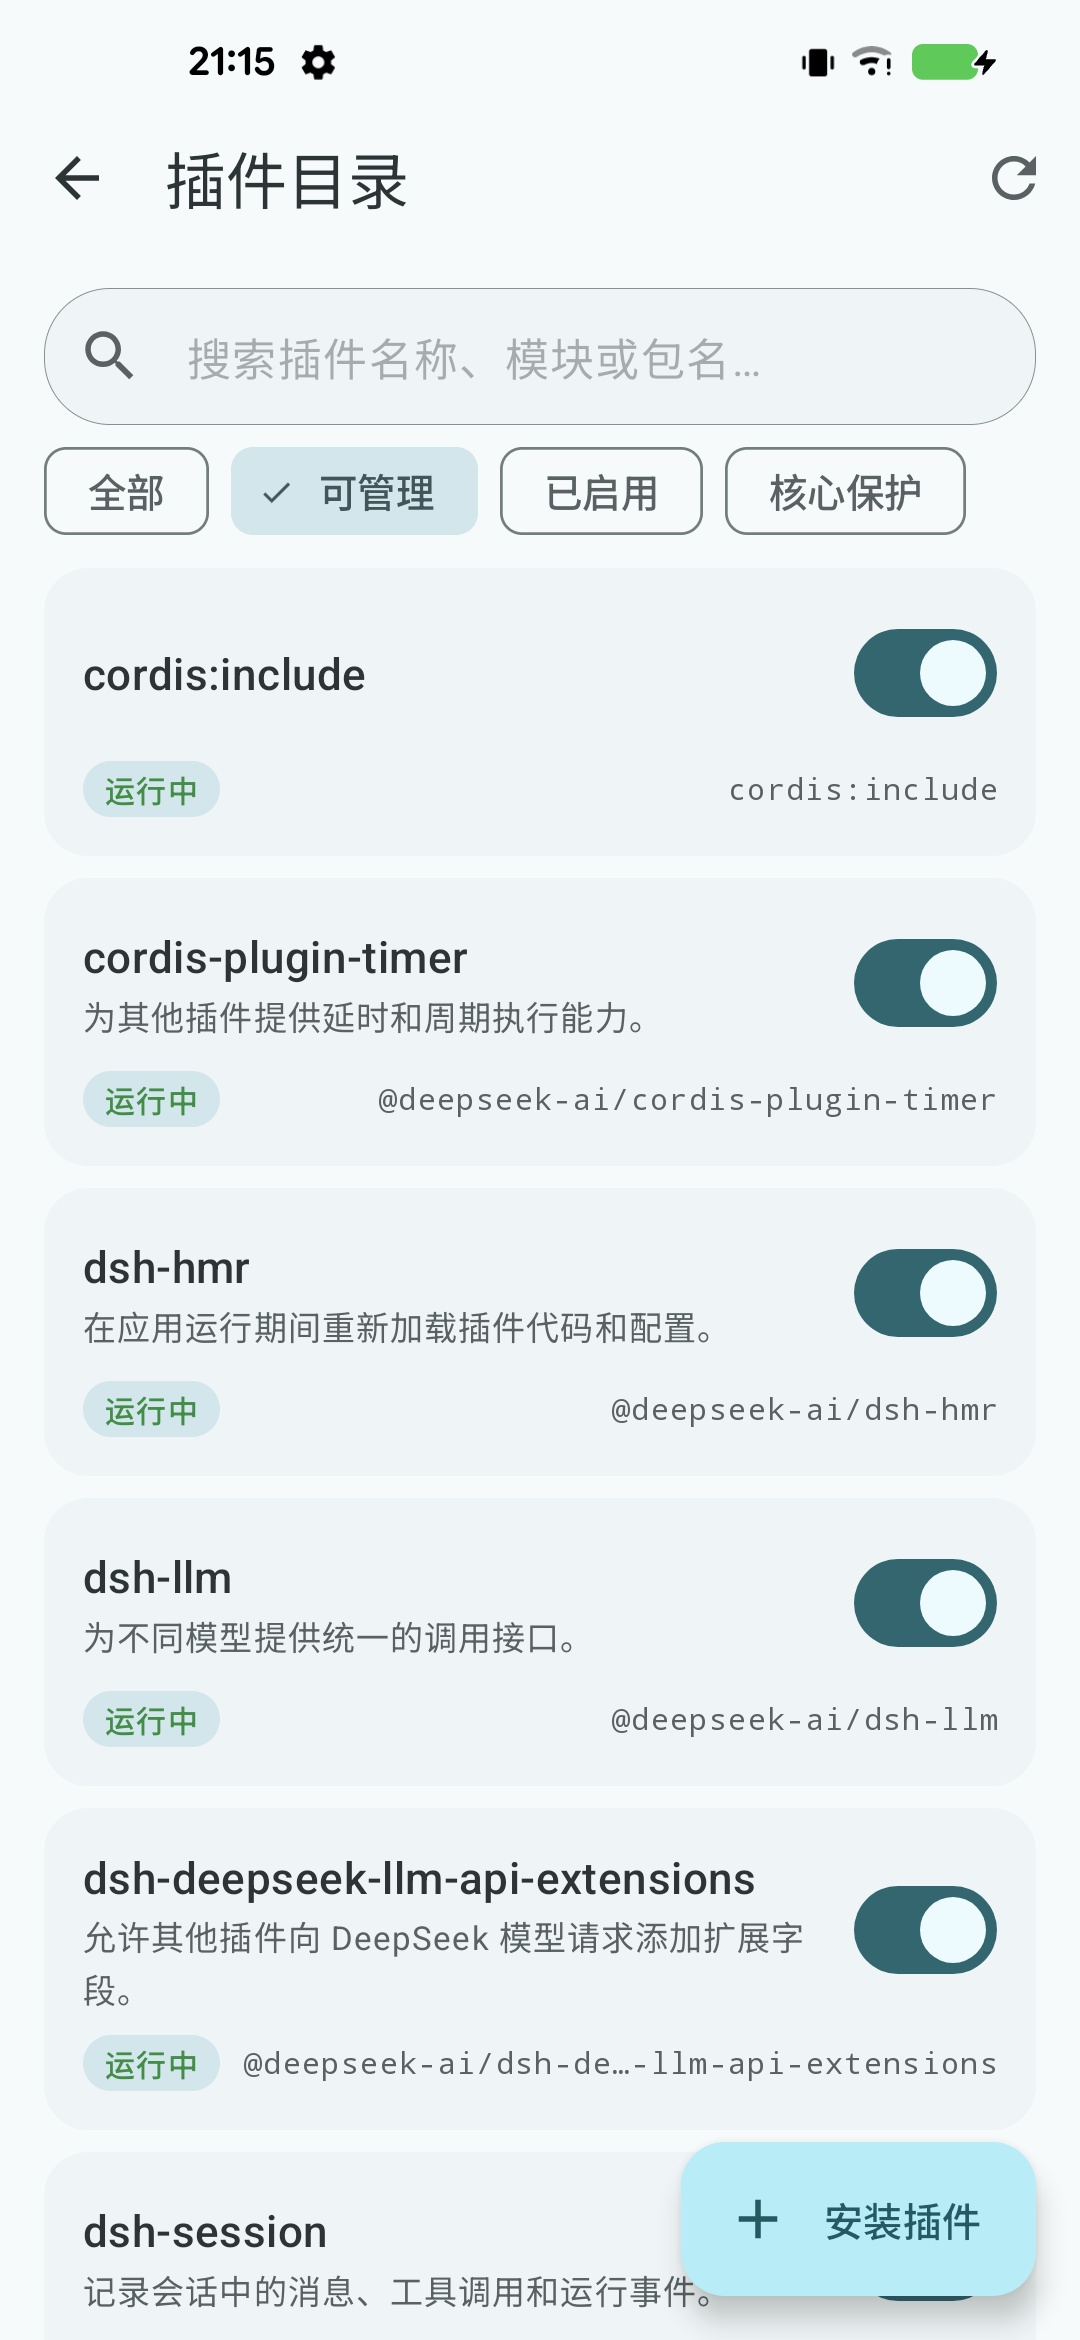 21:15
插件目录
搜索插件名称、模块或包名...
全部
可管理
已启用
核心保护
cordis:include
运行中
cordis:include
cordis-plugin-timer
为其他插件提供延时和周期执行能力。
运行中
@deepseek-ai/cordis-plugin-timer
dsh-hmr
在应用运行期间重新加载插件代码和配置。
运行中
@deepseek-ai/dsh-hmr
dsh-llm
为不同模型提供统一的调用接口。
运行中
@deepseek-ai/dsh-llm
dsh-deepseek-llm-api-extensions
允许其他插件向 DeepSeek 模型请求添加扩展字
段。
运行中
@deepseek-ai/dsh-de…-llm-api-extensions
dsh-session
记录会话中的消息、工具调用和运行事件。
安装插件